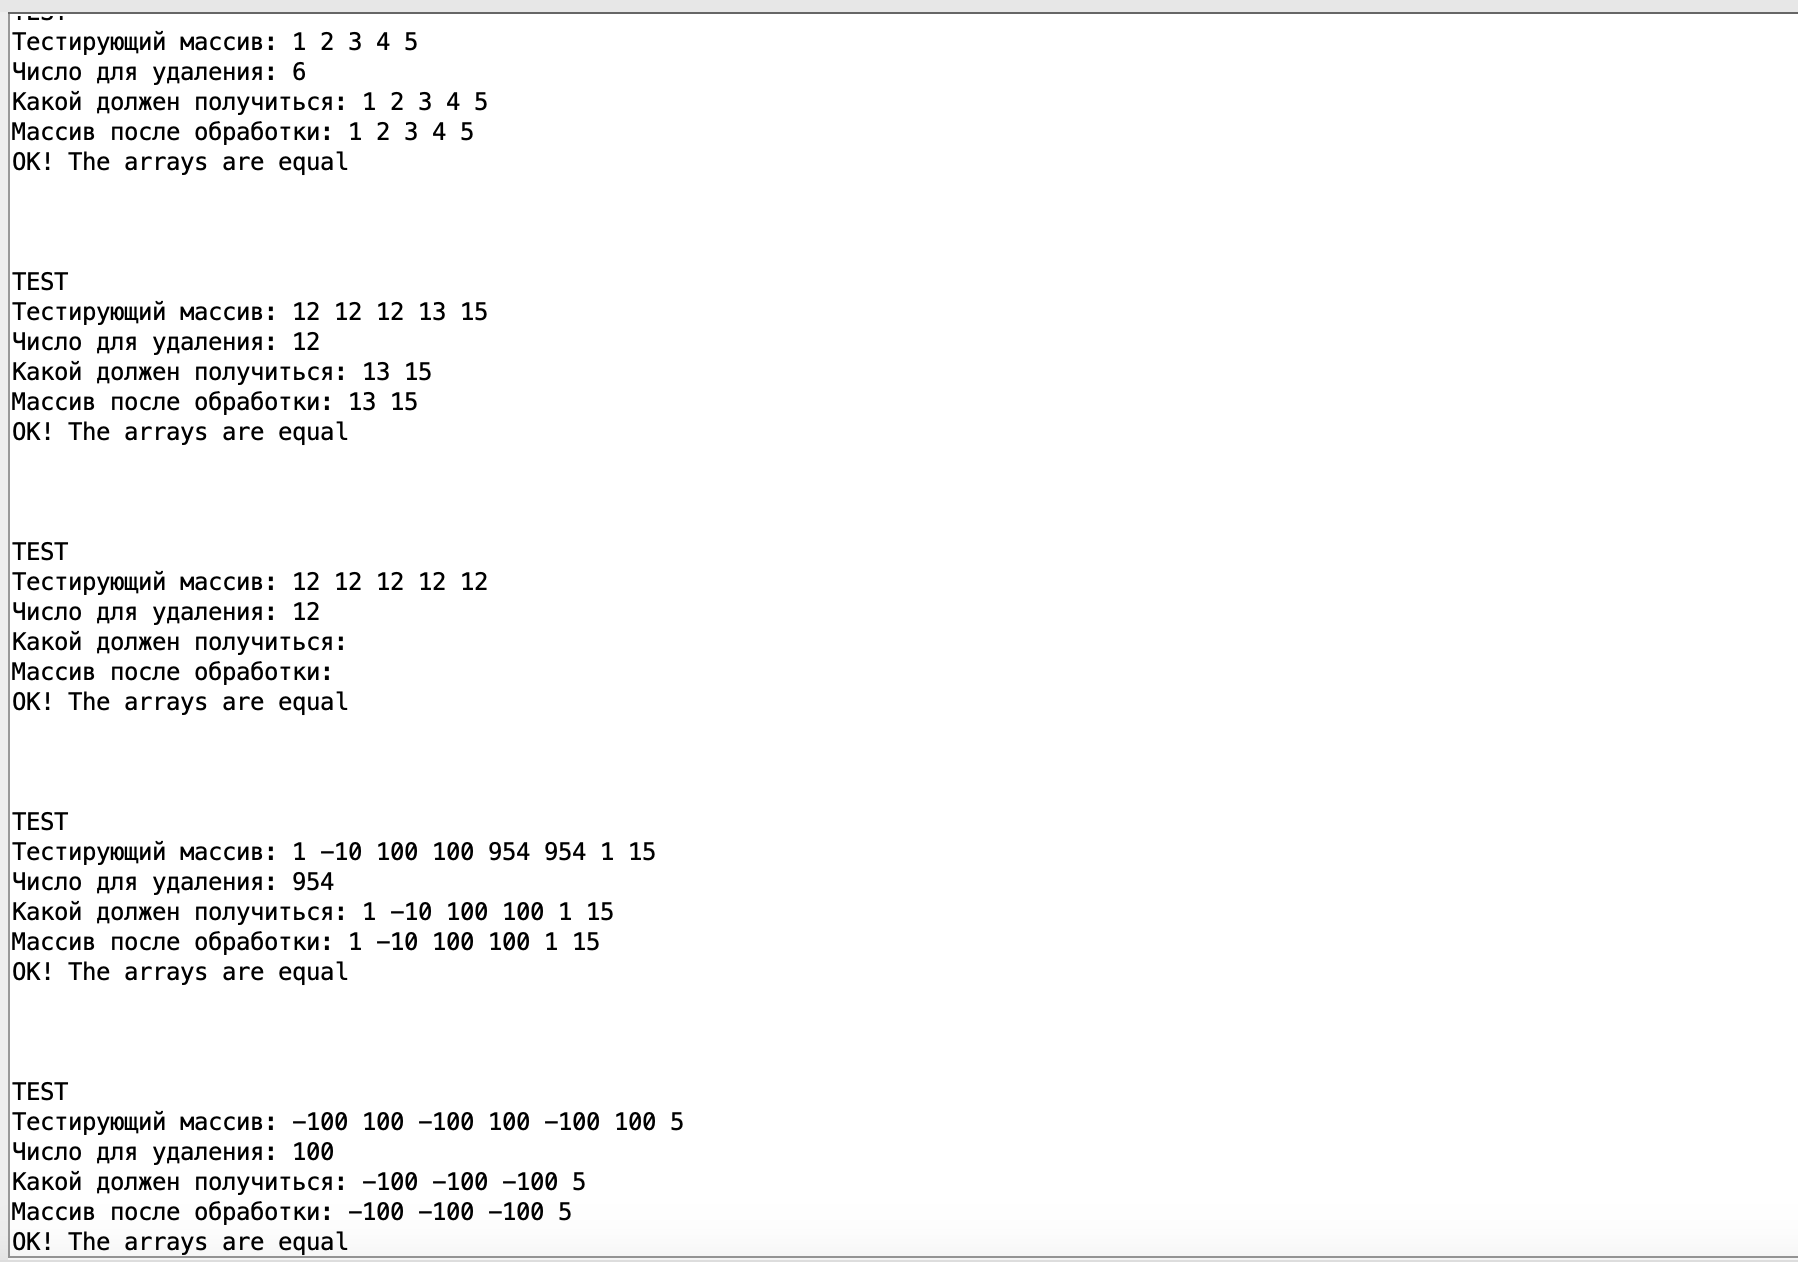 TEST
Тестирующий массив: 1 2 3 4 5
Число для удаления: 6
Какой должен получиться: 1 2 3 4 5
Массив после обработки: 1 2 3 4 5
OK! The arrays are equal
TEST
Тестирующий массив: 12 12 12 13 15
Число для удаления: 12
Какой должен получиться: 13 15
Массив после обработки: 13 15
OK! The arrays are equal
TEST
Тестирующий массив: 12 12 12 12 12
Число для удаления: 12
Какой должен получиться:
Массив после обработки:
OK! The arrays are equal
TEST
Тестирующий массив: 1 -10 100 100 954 954 1 15
Число для удаления: 954
Какой должен получиться: 1 -10 100 100 1 15
Массив после обработки: 1 -10 100 100 1 15
OK! The arrays are equal
TEST
Тестирующий массив: -100 100 -100 100 -100 100 5
Число для удаления: 100
Какой должен получиться: -100 -100 -100 5
Массив после обработки: -100 -100 -100 5
OK! The arrays are equal